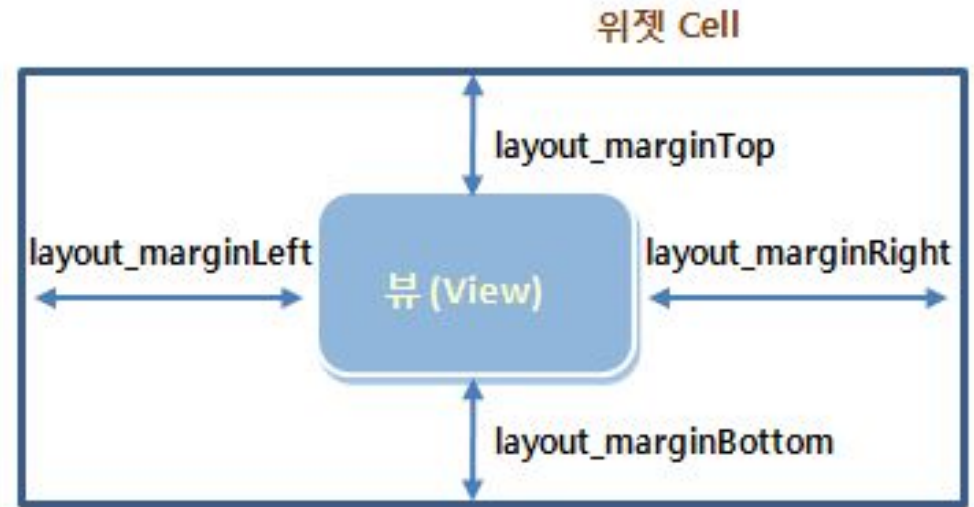 위젯 Cell
layout_marginTop
layout_marginLeft
뷰 (View)
layout_marginRight
layout_marginBottom